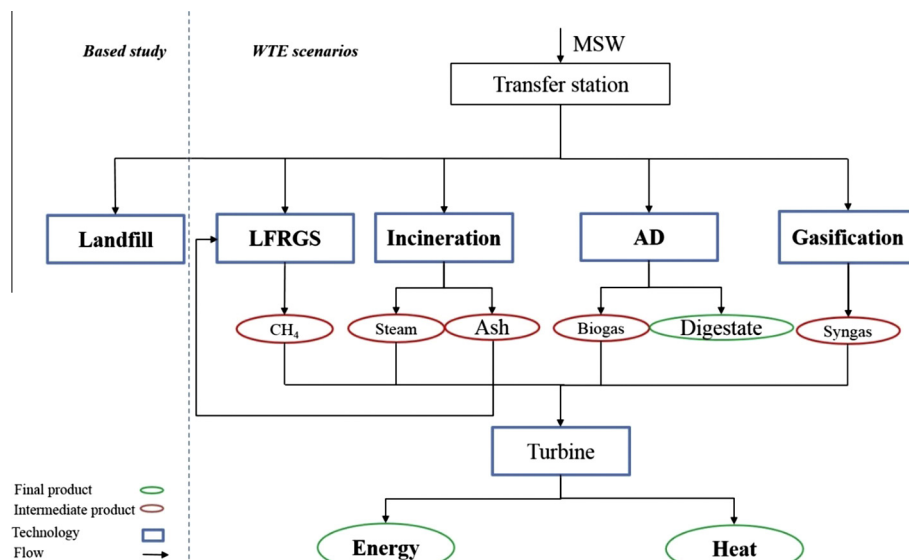 Based study
WTE scenarios
MSW
Transfer station
Landfill
LFRGS
Incineration
AD
Gasification
CH₄
Steam
Ash
Biogas
Digestate
Syngas
Turbine
Final product
Intermediate product
Technology
Flow
Energy
Heat